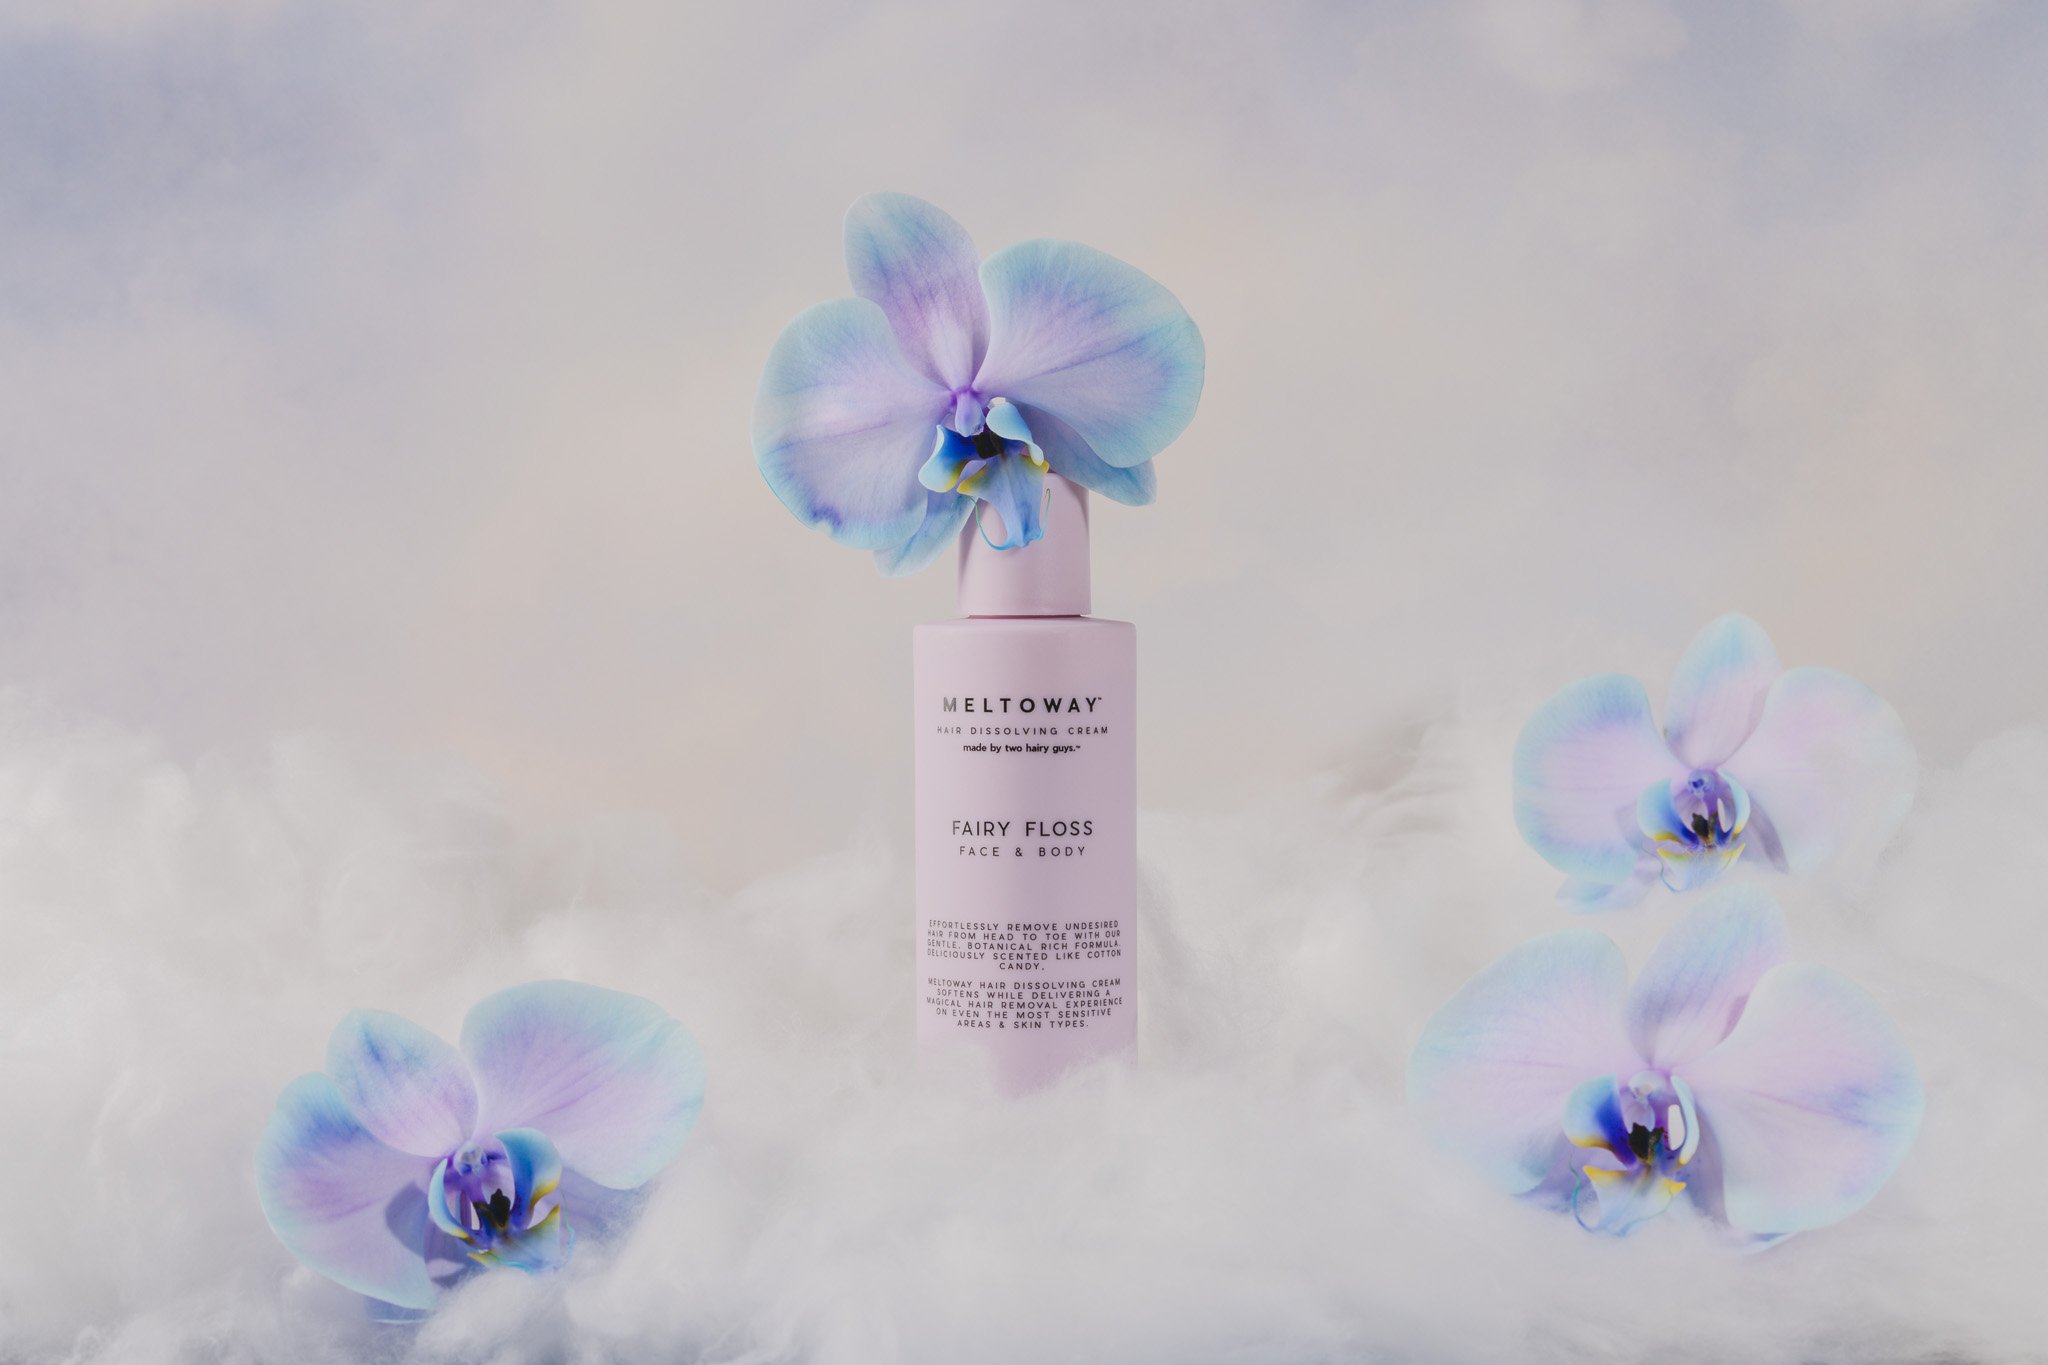 MELTOWAY™
HAIR DISSOLVING CREAM
made by two hairy guys.™
FAIRY FLOSS
FACE & BODY
EFFORTLESSLY REMOVE UNDESIRED
HAIR FROM HEAD TO TOE WITH OUR
GENTLE, BOTANICAL RICH FORMULA.
DELICIOUSLY SCENTED LIKE COTTON
CANDY.
MELTOWAY HAIR DISSOLVING CREAM
SOFTENS WHILE DELIVERING A
MAGICAL HAIR REMOVAL EXPERIENCE
ON EVEN THE MOST SENSITIVE
AREAS & SKIN TYPES.